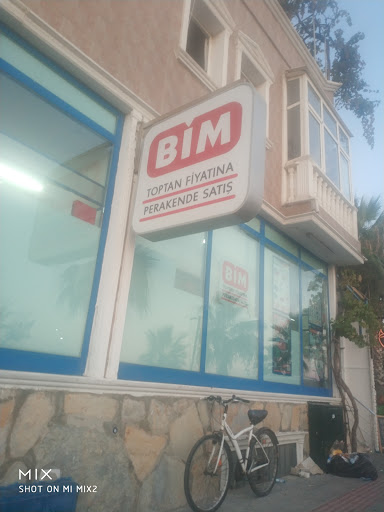 BİM
TOPTAN FİYATINA
PERAKENDE SATIŞ
BİM
MIX
SHOT ON MI MIX2